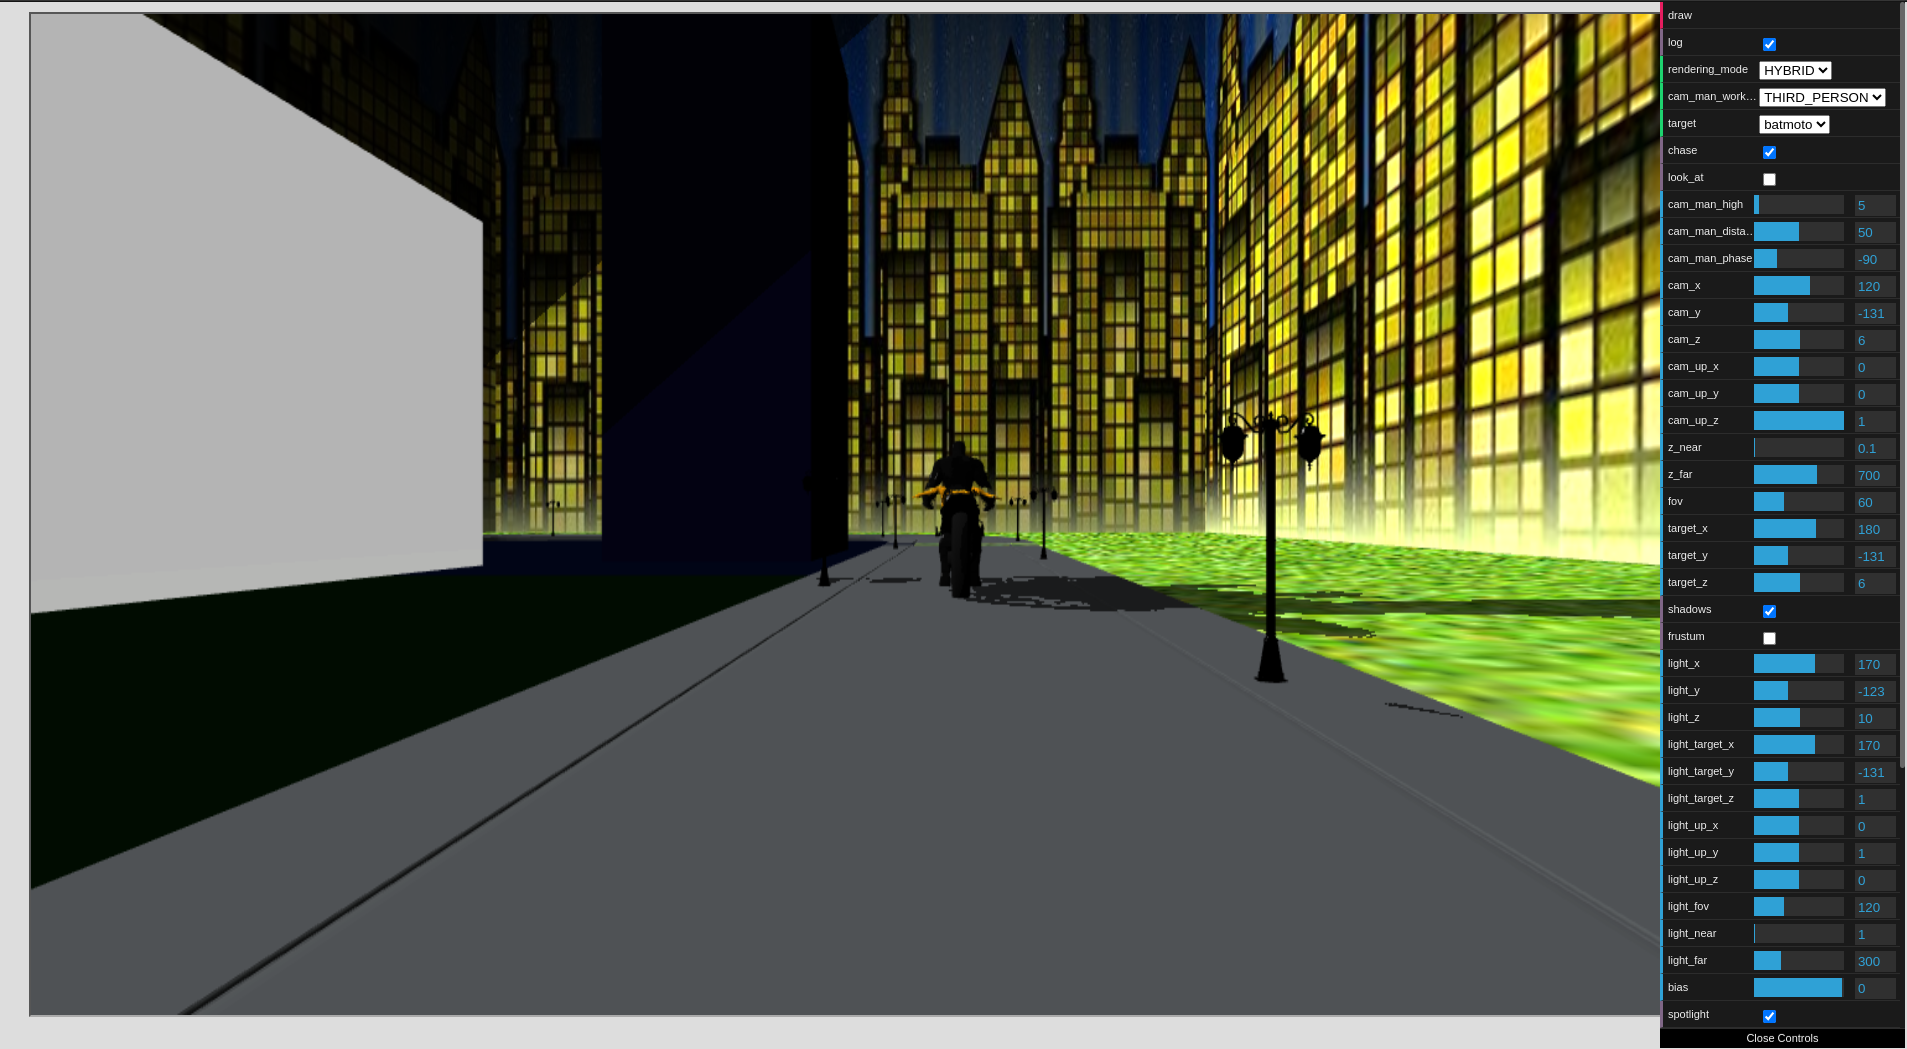 draw
log
rendering_mode HYBRID
cam_man_work... THIRD_PERSON
target batmoto
chase
look_at
cam_man_high 5
cam_man_dista... 50
cam_man_phase -90
cam_x 120
cam_y -131
cam_z 6
cam_up_x 0
cam_up_y 0
cam_up_z 1
z_near 0.1
z_far 700
fov 60
target_x 180
target_y -131
target_z 6
shadows
frustum
light_x 170
light_y -123
light_z 10
light_target_x 170
light_target_y -131
light_target_z 1
light_up_x 0
light_up_y 1
light_up_z 0
light_fov 120
light_near 1
light_far 300
bias 0
spotlight
Close Controls